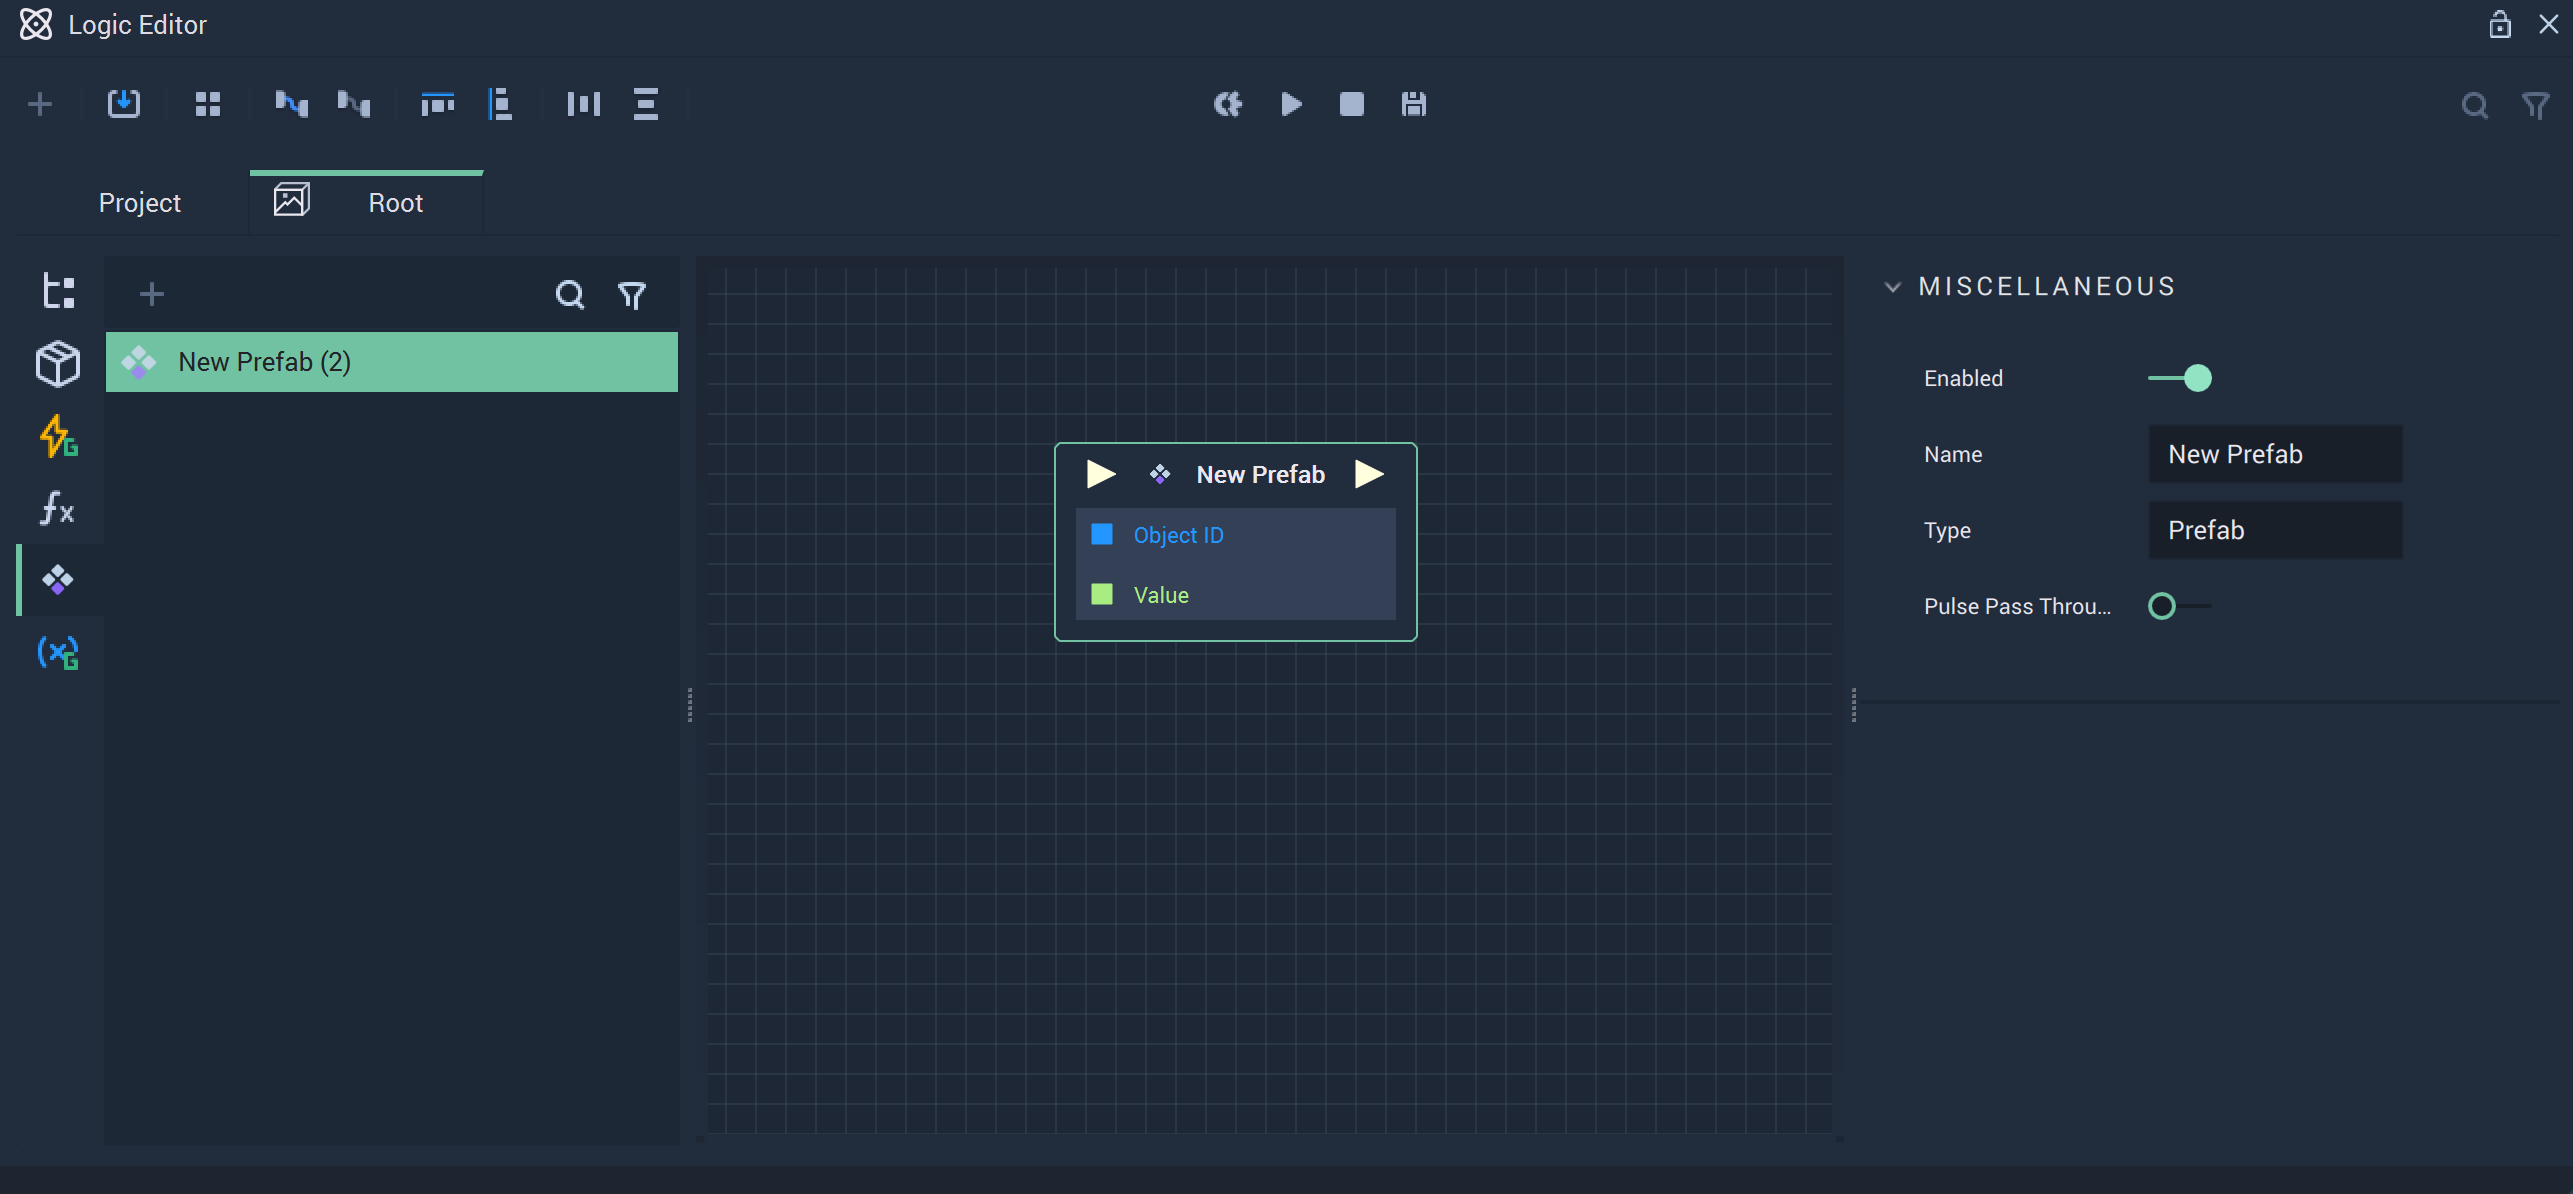 Logic Editor
Project
Root
New Prefab (2)
New Prefab
Object ID
Value
MISCELLANEOUS
Enabled
Name
New Prefab
Type
Prefab
Pulse Pass Throu...